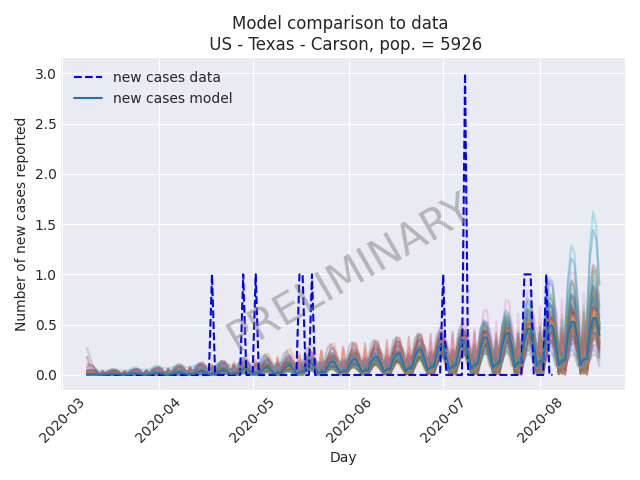 Model comparison to data
US - Texas - Carson, pop. = 5926
3.0
2.5
2.0
1.5
1.0
0.5
0.0
Number of new cases reported
new cases data
new cases model
PRELIMINARY
2020-03
2020-04
2020-05
2020-06
2020-07
2020-08
Day